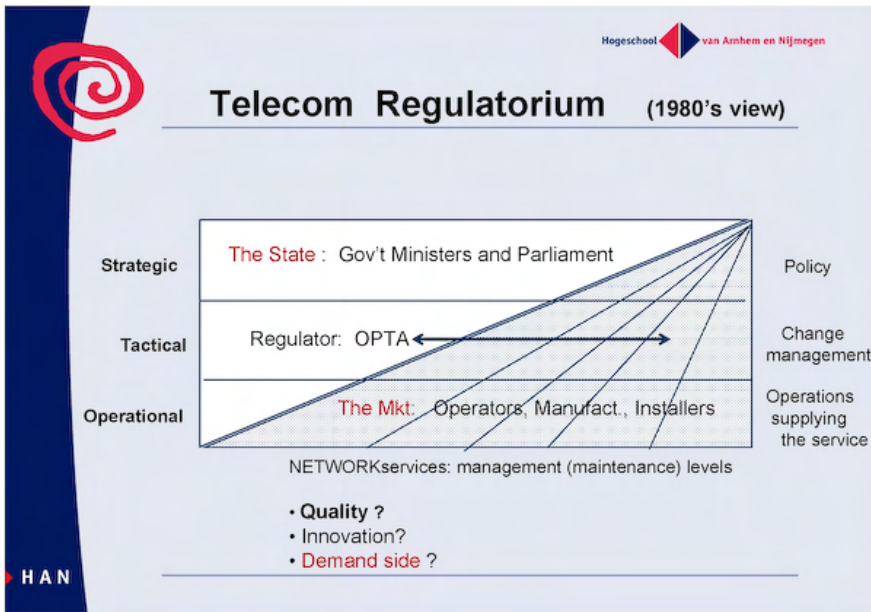 Hogeschool van Arnhem en Nijmegen
Telecom Regulatorium (1980's view)
Strategic
The State : Gov't Ministers and Parliament
Policy
Tactical
Regulator: OPTA
Change
management
Operational
The Mkt: Operators, Manufact., Installers
Operations
supplying
the service
NETWORKservices: management (maintenance) levels
• Quality ?
• Innovation?
• Demand side ?
HAN